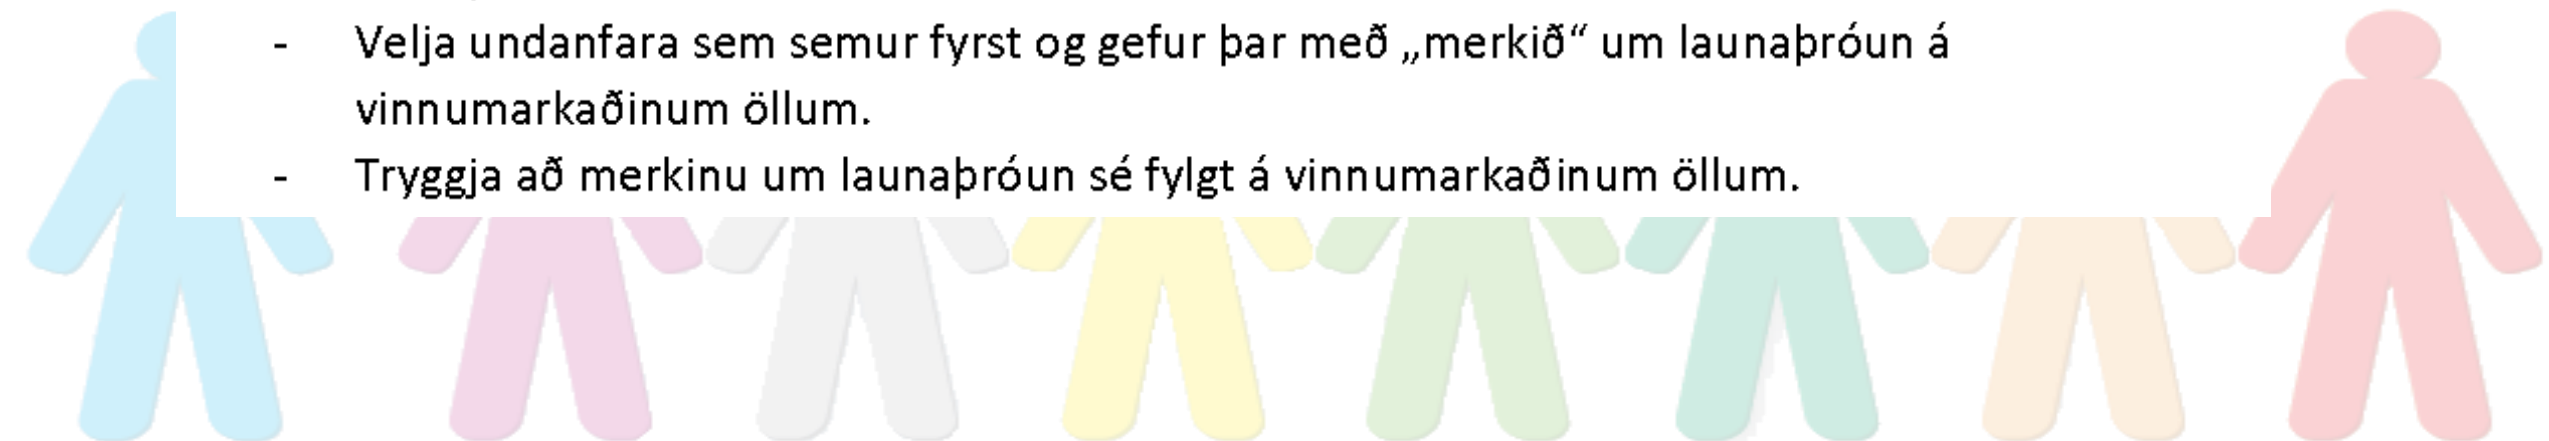 - Velja undanfara sem semur fyrst og gefur þar með „merkið“ um launaþróun á
vinnumarkaðinum öllum.
- Tryggja að merkinu um launaþróun sé fylgt á vinnumarkaðinum öllum.